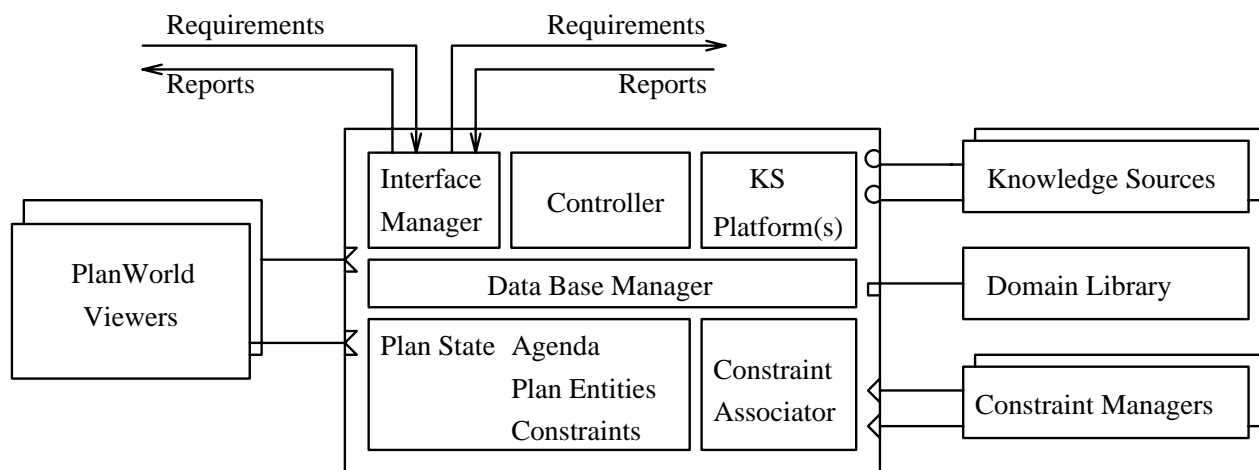 Requirements
Requirements
Reports
Reports
Interface
Manager
Controller
KS
Platform(s)
Knowledge Sources
PlanWorld
Viewers
Data Base Manager
Domain Library
Plan State
Agenda
Plan Entities
Constraints
Constraint
Associator
Constraint Managers